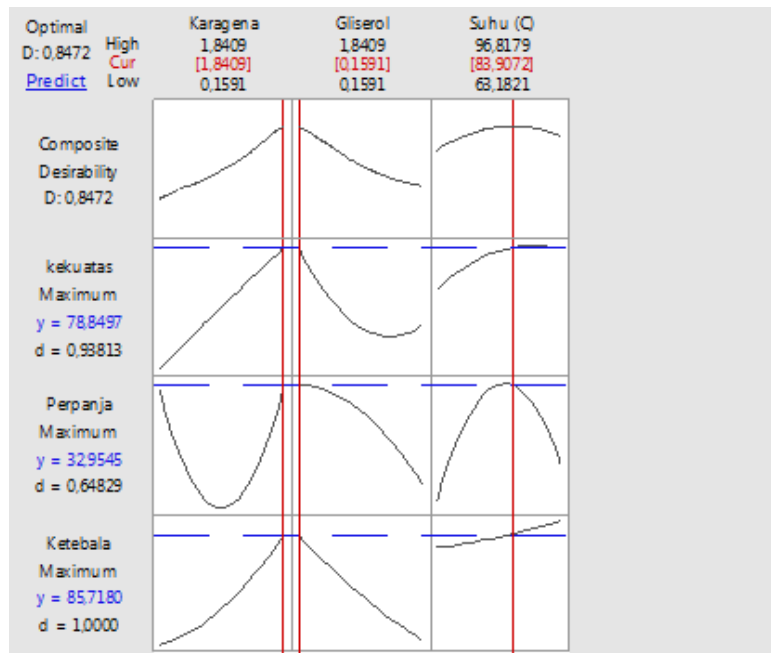 Optimal
D: 0,8472
Predict
High
Cur
Low
Karagena
1,8409
[1,8409]
0,1591
Gliserol
1,8409
[0,1591]
0,1591
Suhu (C)
96,8179
[83,9072]
63,1821
Composite
Desirability
D: 0,8472
kekuatas
Maximum
y = 78,8497
d = 0,93813
Perpanja
Maximum
y = 32,9545
d = 0,64829
Ketebala
Maximum
y = 85,7180
d = 1,0000